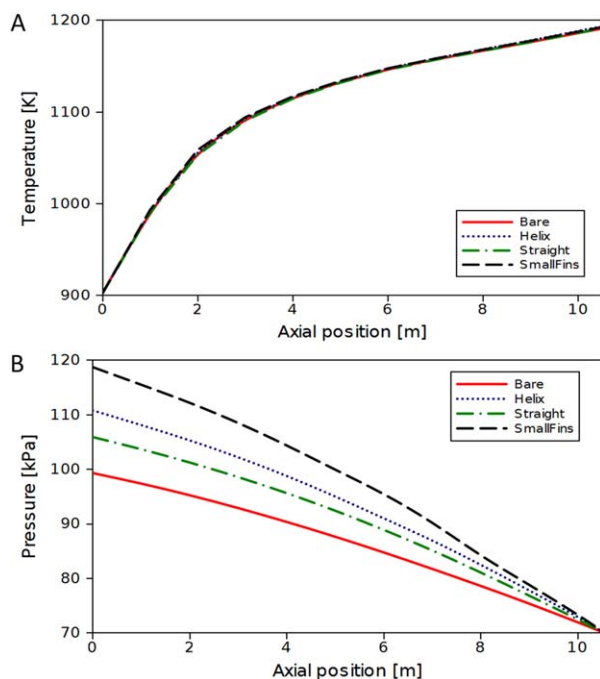 A
Temperature [K]
1200
1100
1000
900
0
2
4
6
8
10
Axial position [m]
Bare
Helix
Straight
SmallFins
B
Pressure [kPa]
120
110
100
90
80
70
0
2
4
6
8
10
Axial position [m]
Bare
Helix
Straight
SmallFins